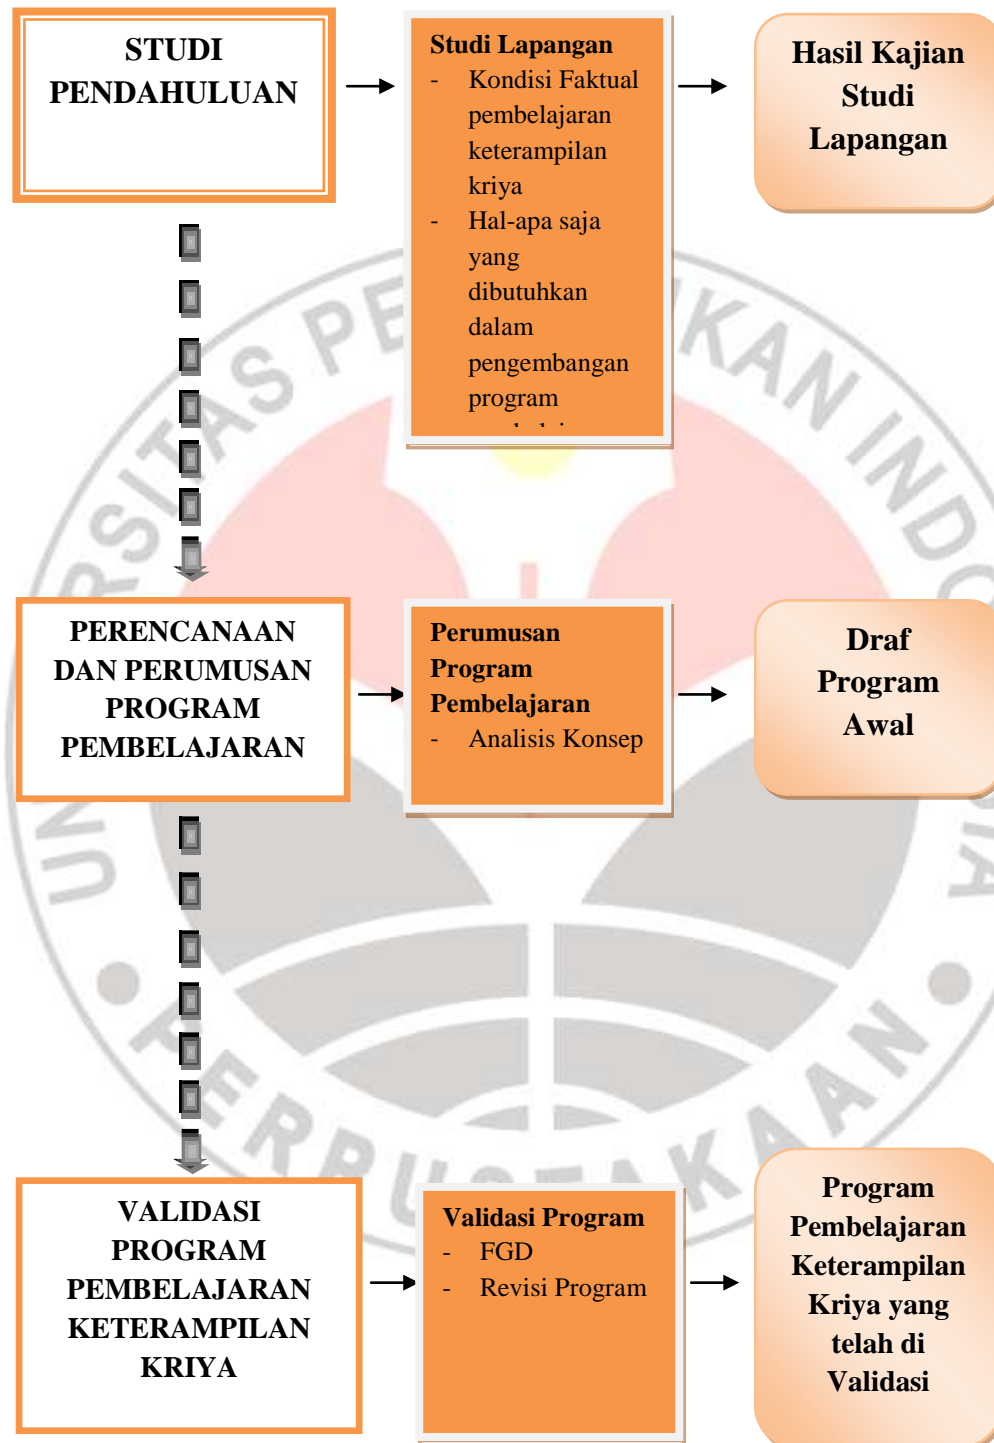 STUDI
PENDAHULUAN
Studi Lapangan
- Kondisi Faktual
pembelajaran
keterampilan
kriya
- Hal-apa saja
yang
dibutuhkan
dalam
pengembangan
program
Hasil Kajian
Studi
Lapangan
PERENCANAAN
DAN PERUMUSAN
PROGRAM
PEMBELAJARAN
Perumusan
Program
Pembelajaran
- Analisis Konsep
Draf
Program
Awal
VALIDASI
PROGRAM
PEMBELAJARAN
KETERAMPILAN
KRIYA
Validasi Program
- FGD
- Revisi Program
Program
Pembelajaran
Keterampilan
Kriya yang
telah di
Validasi
PERPUSTAKAAN